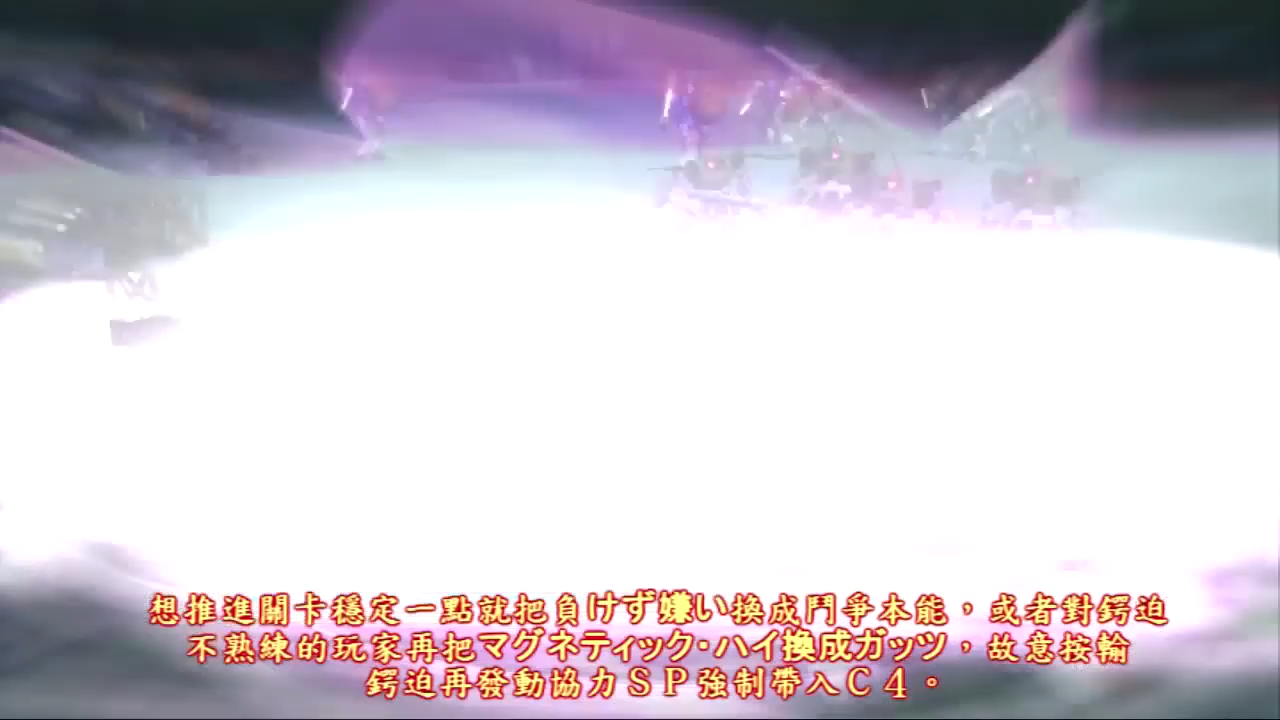 想推進關卡穩定一點就把負けず嫌い換成鬥爭本能，或者對鍔迫
不熟練的玩家再把マグネティック・ハイ換成ガッツ，故意按輸
鍔迫再發動協力ＳＰ強制帶入Ｃ４。